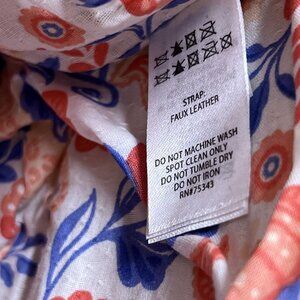 STRAP:
FAUX LEATHER
DO NOT MACHINE WASH
SPOT CLEAN ONLY
DO NOT TUMBLE DRY
DO NOT IRON
RN#75343